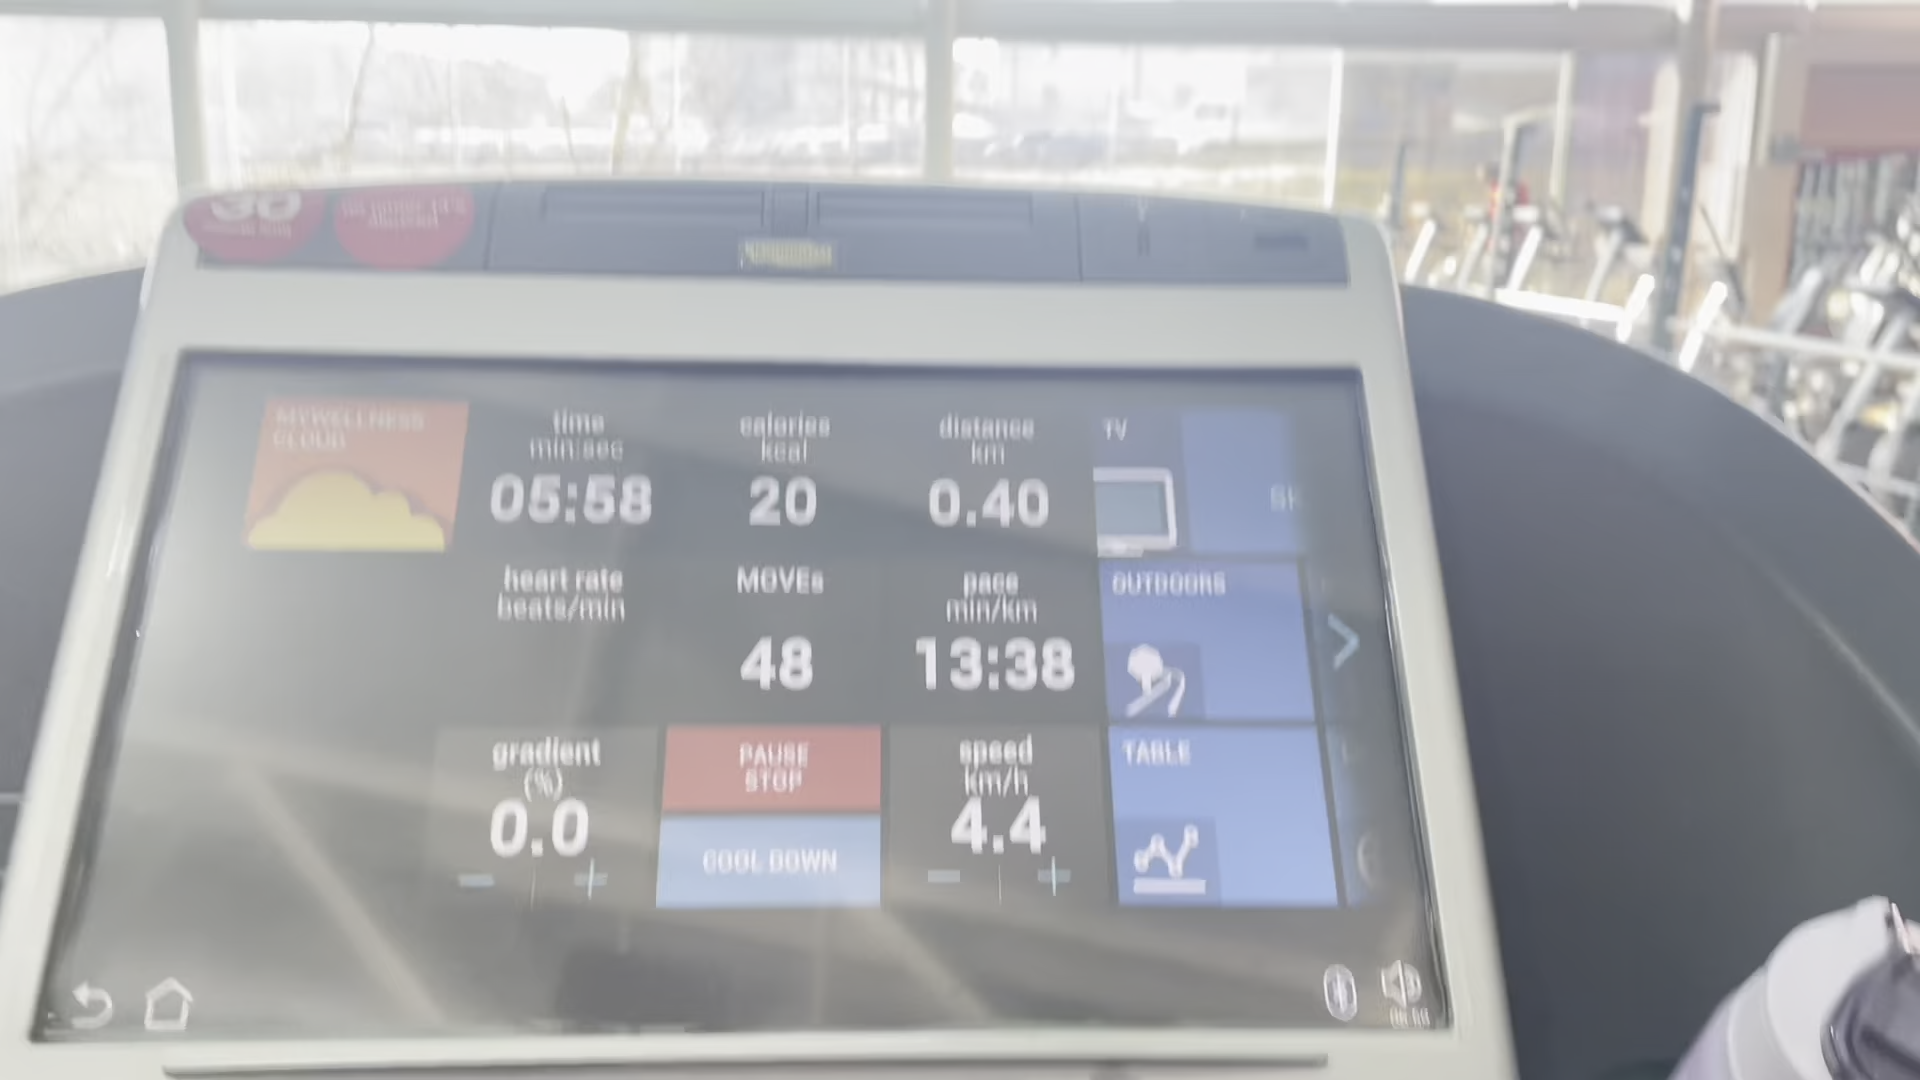 30
MYWELLNESS
CLOUD
time
min:sec
05:58
calories
kcal
20
distance
km
0.40
TV
heart rate
beats/min
MOVEs
48
pace
min/km
13:38
OUTDOORS
gradient
(%)
0.0
PAUSE
STOP
COOL DOWN
speed
km/h
4.4
TABLE